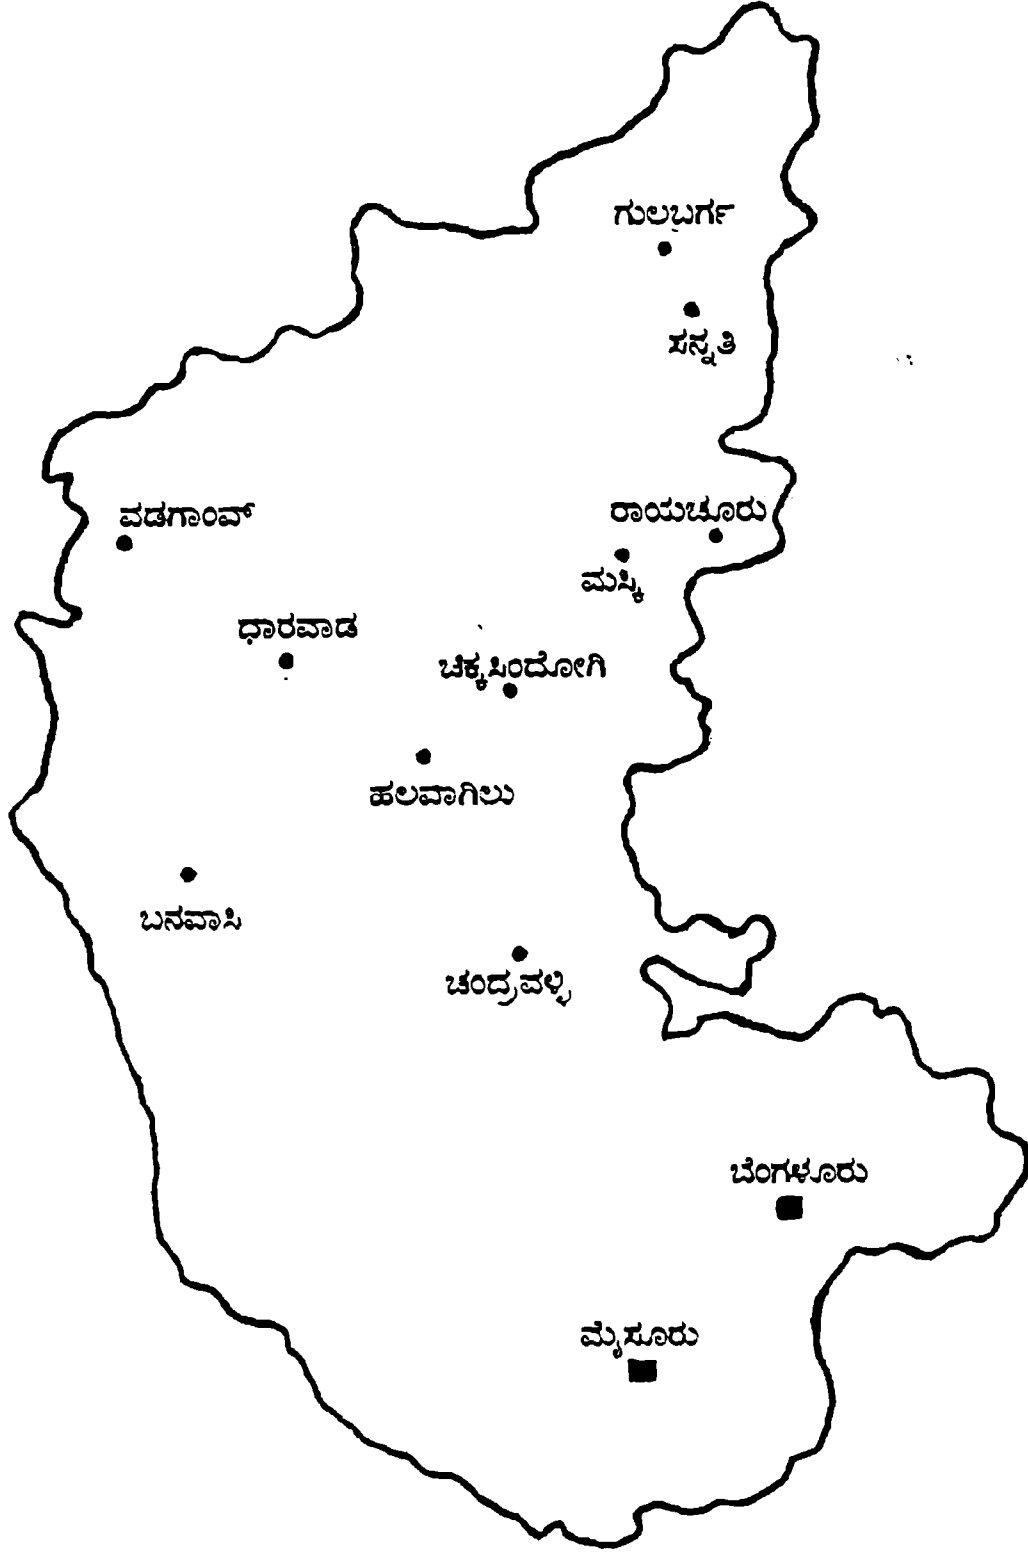 ಗುಲಬರ್ಗ
ಸನ್ನತಿ
ವಡಗಾಂವ್
ರಾಯಚೂರು
ಮಸ್ಕಿ
ಧಾರವಾಡ
ಚಿಕ್ಕಸಿಂದೋಗಿ
ಹಲವಾಗಿಲು
ಬನವಾಸಿ
ಚಂದ್ರವಳ್ಳಿ
ಬೆಂಗಳೂರು
ಮೈಸೂರು